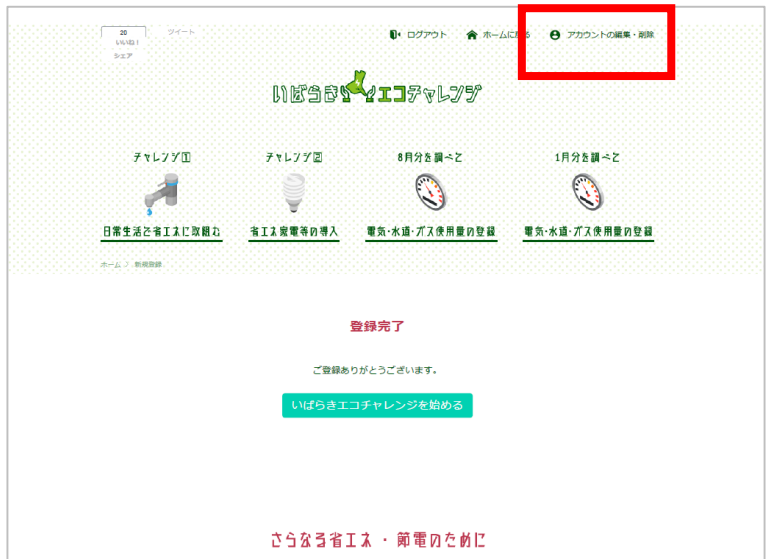 20
いいね！
シェア
ツイート
ログアウト
ホームに戻る
アカウントの編集・削除
いばらきエコチャレンジ
チャレンジ①
日常生活で省エネに取組む
チャレンジ②
省エネ家電等の導入
8月分を調べて
電気・水道・ガス使用量の登録
1月分を調べて
電気・水道・ガス使用量の登録
ホーム / 新規登録
登録完了
ご登録ありがとうございます。
いばらきエコチャレンジを始める
さらなる省エネ・節電のために